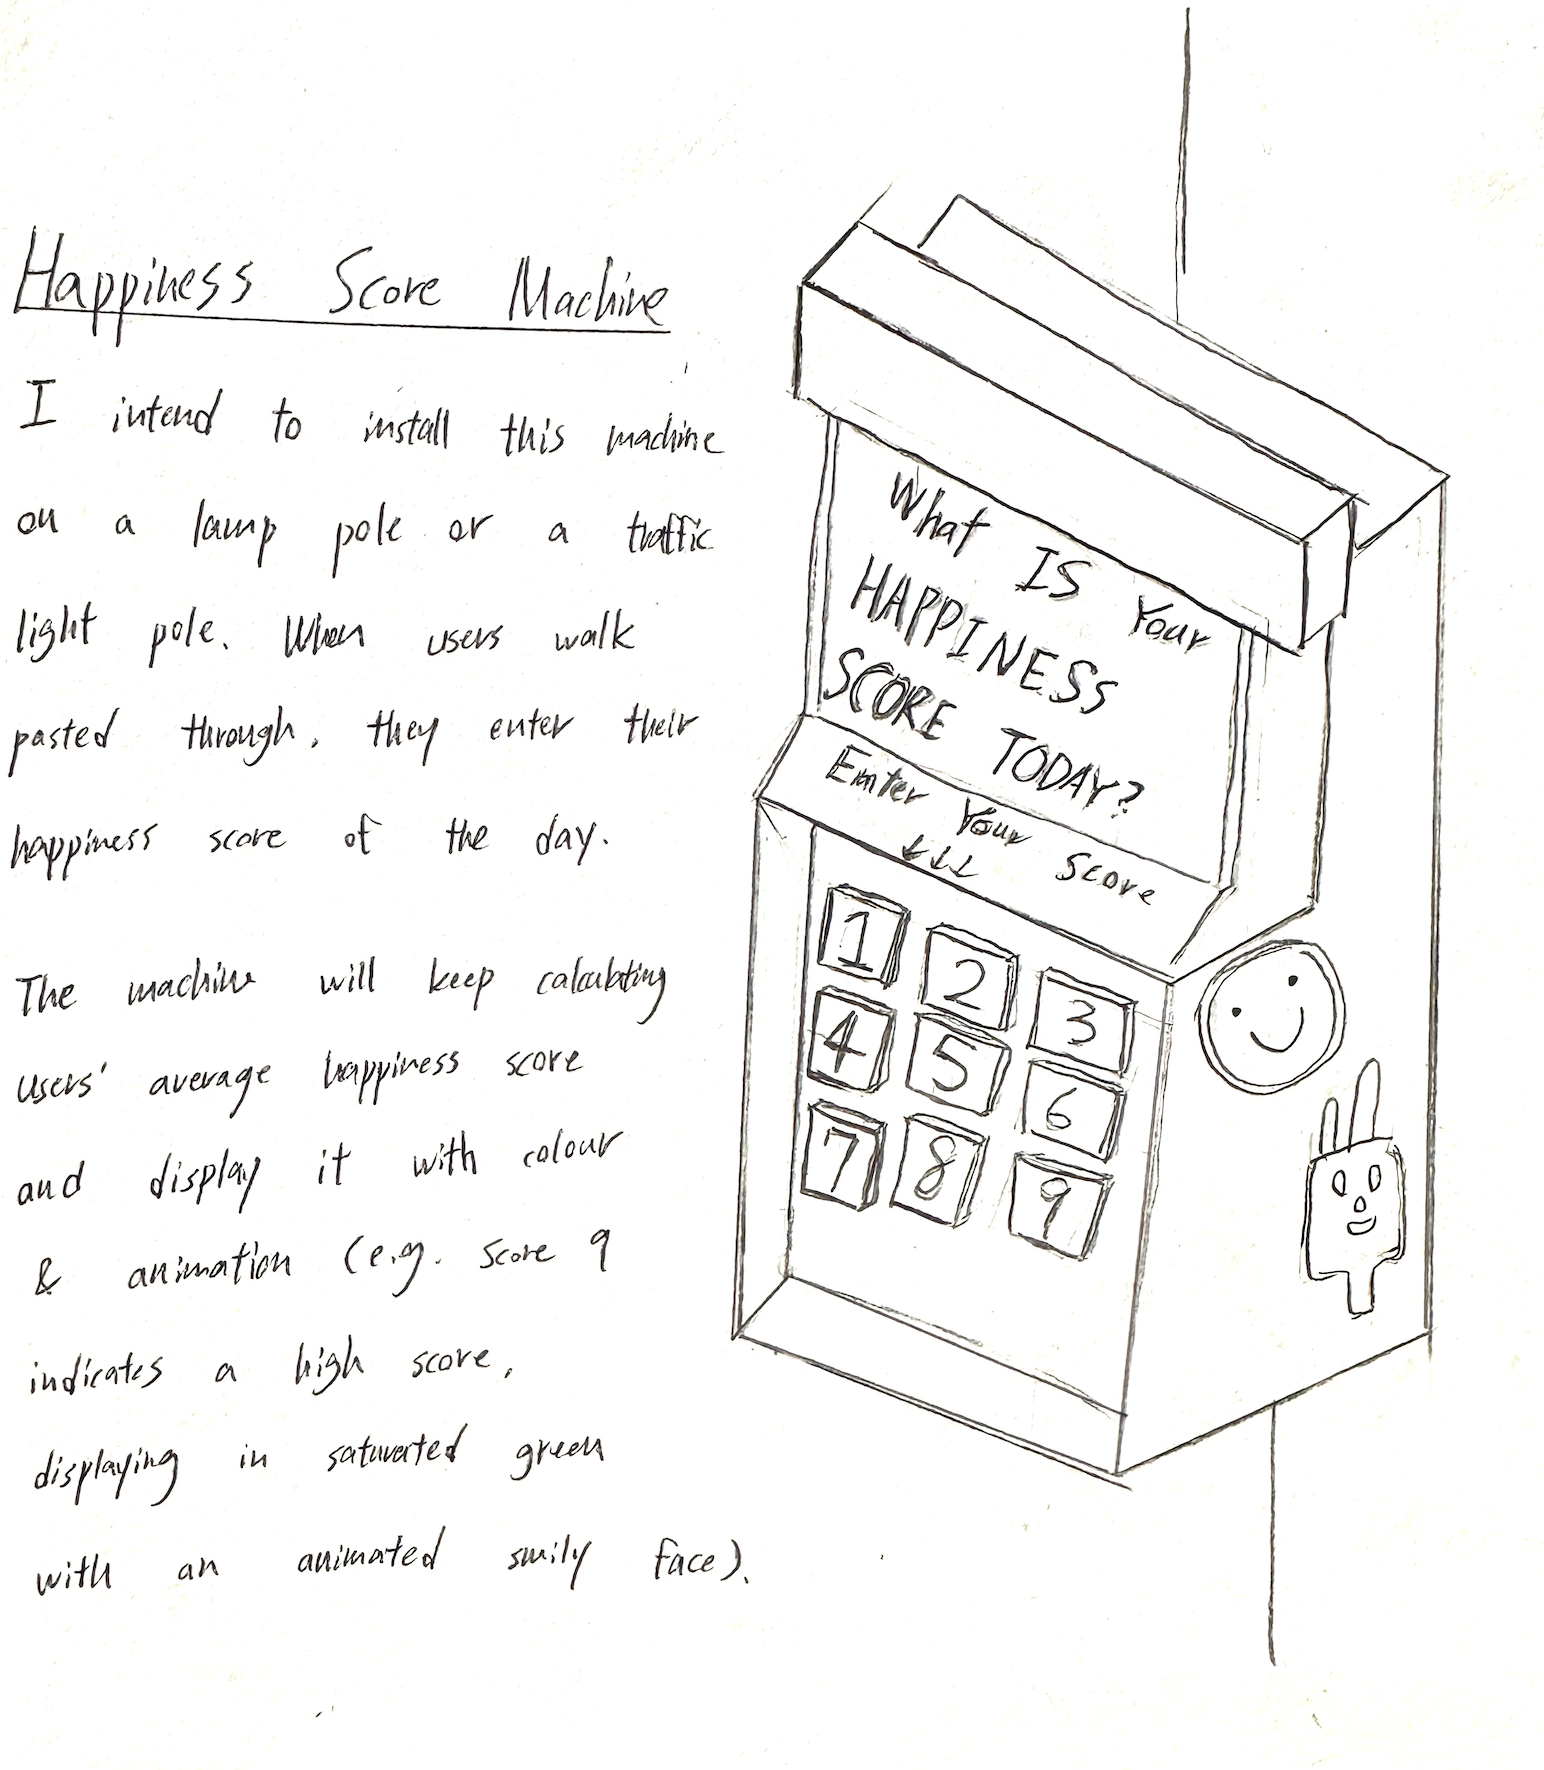 Happiness Score Machine
I intend to install this machine
on a lamp pole or a traffic
light pole. When users walk
pasted through, they enter their
happiness score of the day.
The machine will keep calculating
users' average happiness score
and display it with colour
& animation (e.g. score 9
indicates a high score,
displaying in saturated green
with an animated smily face).
What IS Your
HAPPINESS
SCORE TODAY?
Enter Your Score
↓↓↓
1 2 3
4 5 6
7 8 9